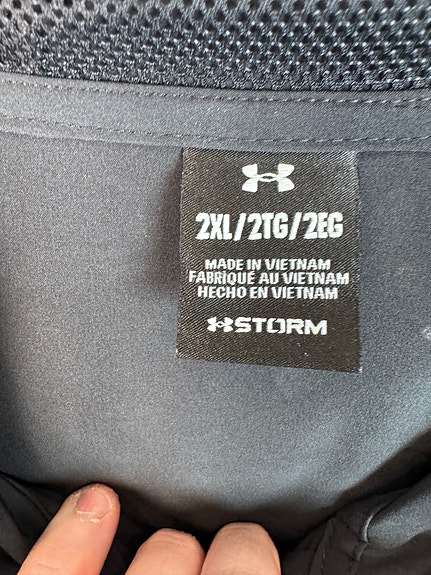 2XL/2TG/2EG
MADE IN VIETNAM
FABRIQUÉ AU VIETNAM
HECHO EN VIETNAM
STORM